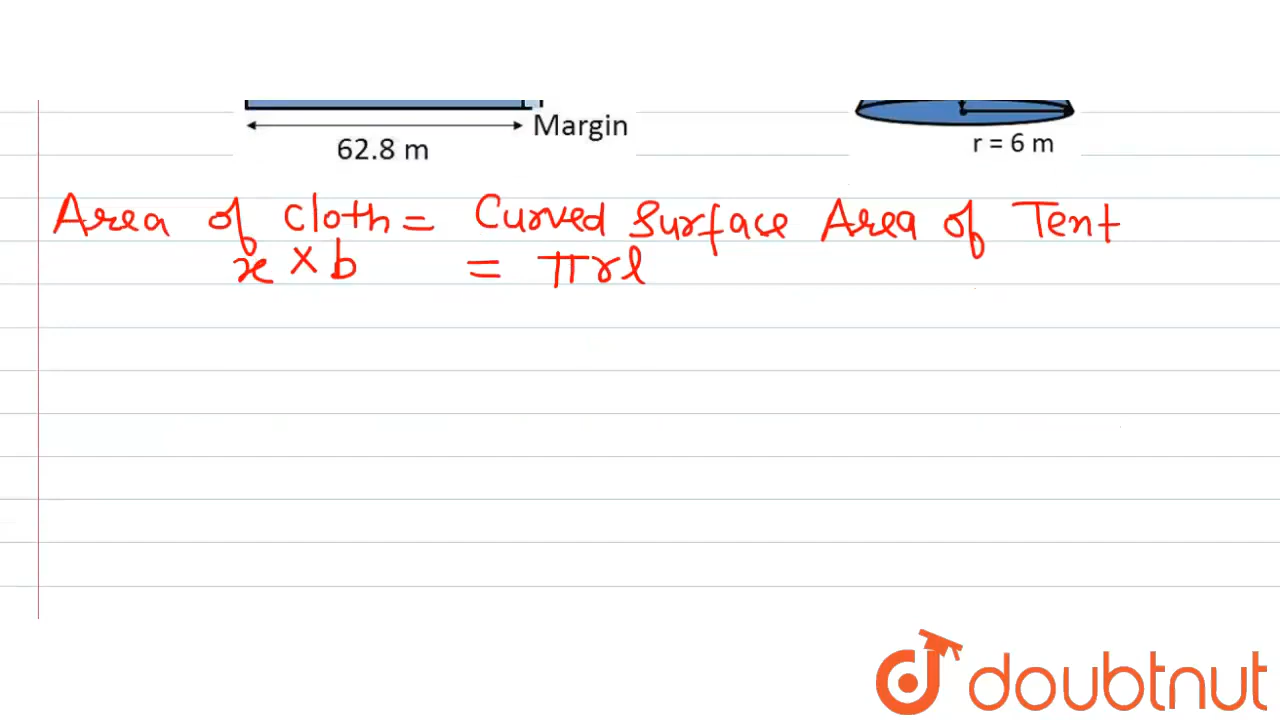 Margin
62.8 m
r = 6 m
Area of cloth = Curved Surface Area of Tent
x × b = πrl
doubtnut